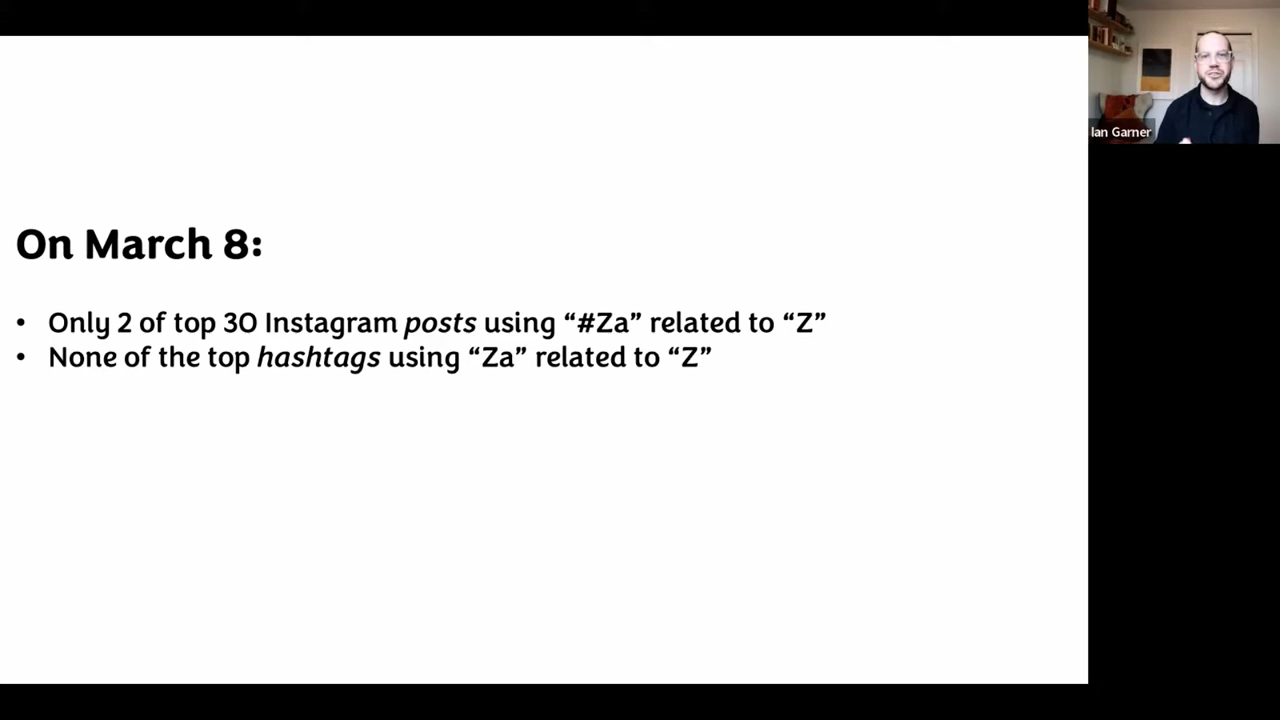 On March 8:
• Only 2 of top 30 Instagram posts using “#Za” related to “Z”
• None of the top hashtags using “Za” related to “Z”
Ian Garner